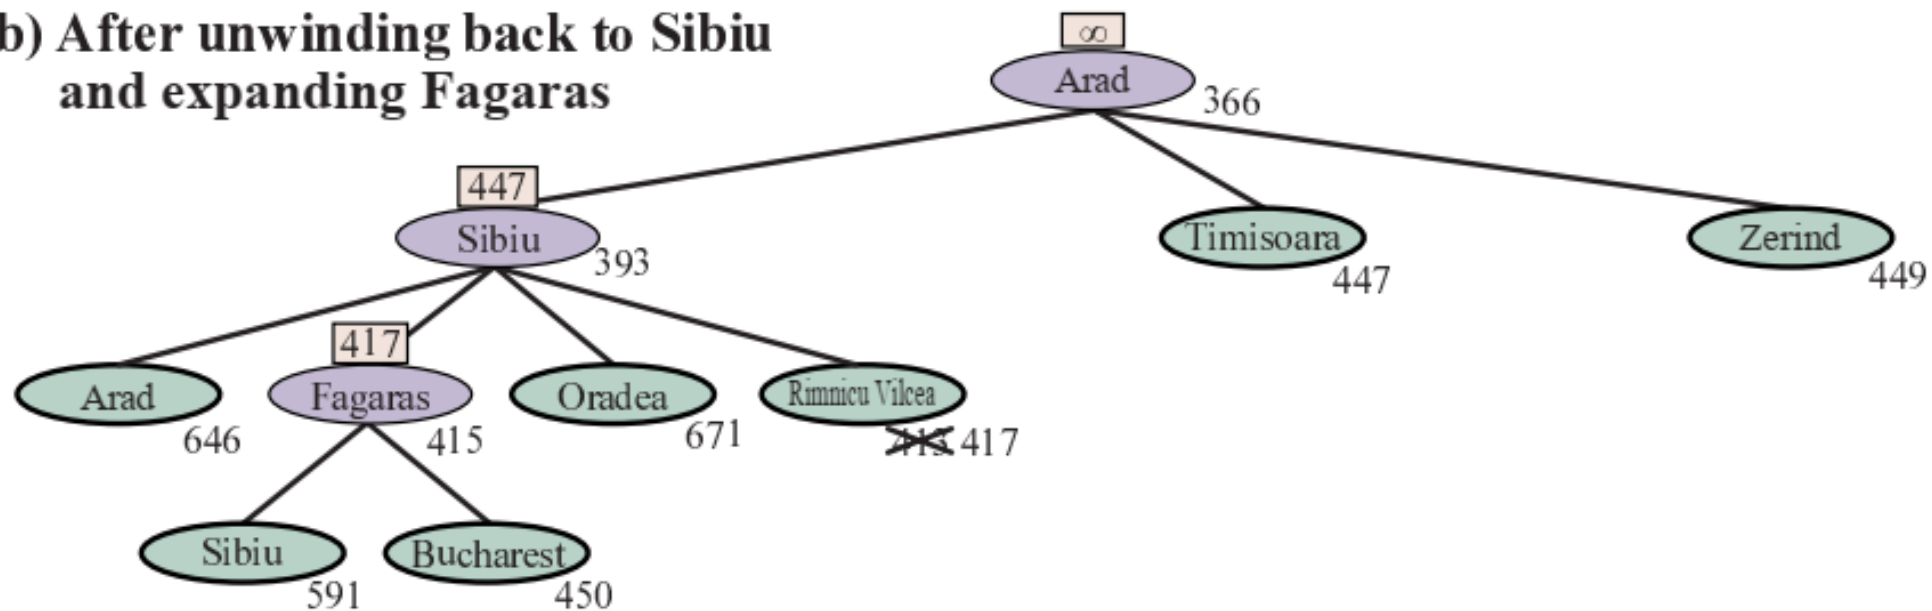 b) After unwinding back to Sibiu
and expanding Fagaras
∞
Arad
366
447
Sibiu
393
Timisoara
447
Zerind
449
417
Arad
646
Fagaras
415
Oradea
671
Rimnicu Vilcea
413 417
Sibiu
591
Bucharest
450